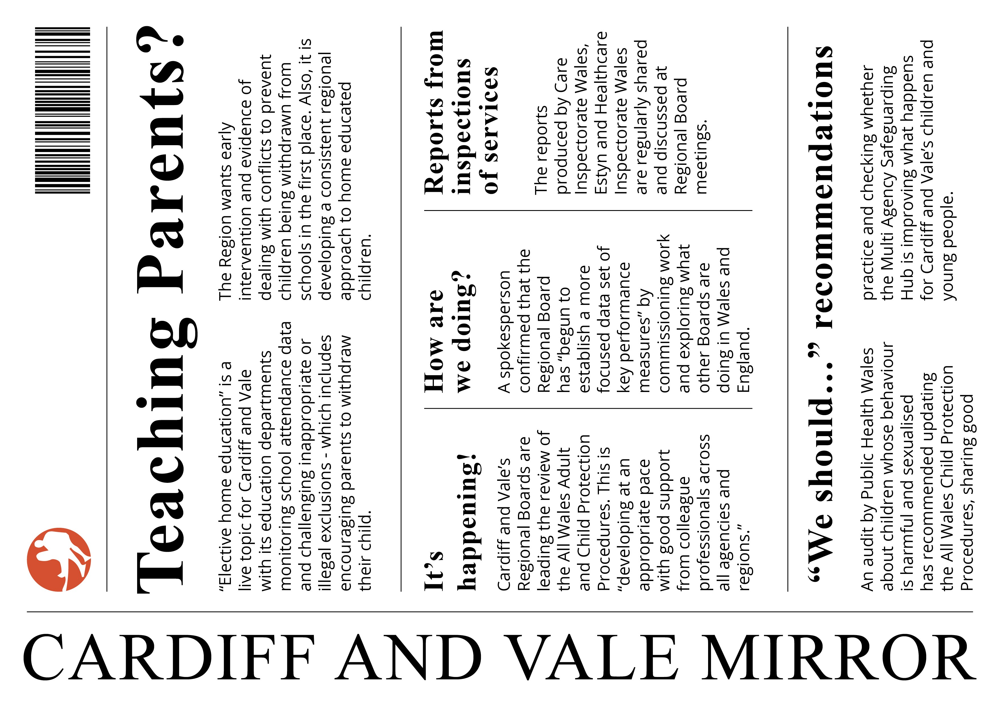 CARDIFF AND VALE MIRROR
Teaching Parents?
“Elective home education” is a
live topic for Cardiff and Vale
with its education departments
monitoring school attendance data
and challenging inappropriate or
illegal exclusions - which includes
encouraging parents to withdraw
their child.
The Region wants early
intervention and evidence of
dealing with conflicts to prevent
children being withdrawn from
schools in the first place. Also, it is
developing a consistent regional
approach to home educated
children.
It’s
happening!
Cardiff and Vale’s
Regional Boards are
leading the review of
the All Wales Adult
and Child Protection
Procedures. This is
“developing at an
appropriate pace
with good support
from colleague
professionals across
all agencies and
regions.”
How are
we doing?
A spokesperson
confirmed that the
Regional Board
has “begun to
establish a more
focused data set of
key performance
measures” by
commissioning work
and exploring what
other Boards are
doing in Wales and
England.
Reports from
inspections
of services
The reports
produced by Care
Inspectorate Wales,
Estyn and Healthcare
Inspectorate Wales
are regularly shared
and discussed at
Regional Board
meetings.
“We should...” recommendations
An audit by Public Health Wales
about children whose behaviour
is harmful and sexualised
has recommended updating
the All Wales Child Protection
Procedures, sharing good
practice and checking whether
the Multi Agency Safeguarding
Hub is improving what happens
for Cardiff and Vale’s children and
young people.